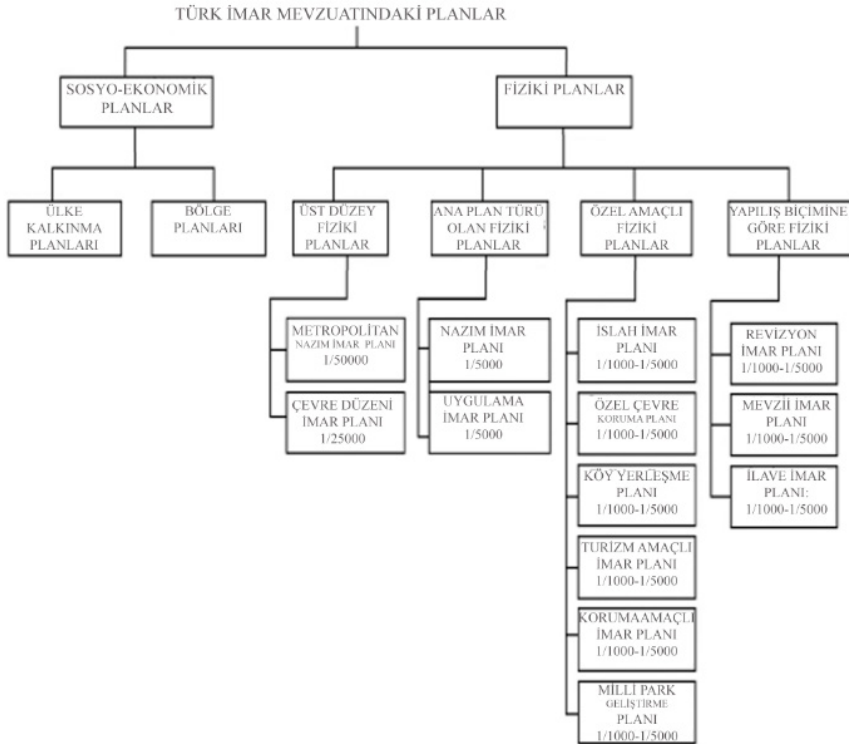 TÜRK İMAR MEVZUATINDAKİ PLANLAR
SOSYO-EKONOMİK
PLANLAR
FİZİKİ PLANLAR
ÜLKE
KALKINMA
PLANLARI
BÖLGE
PLANLARI
ÜST DÜZEY
FİZİKİ
PLANLAR
ANA PLAN TÜRÜ
OLAN FİZİKİ
PLANLAR
ÖZEL AMAÇLI
FİZİKİ
PLANLAR
YAPILIŞ BİÇİMİNE
GÖRE FİZİKİ
PLANLAR
METROPOLİTAN
NAZIM İMAR PLANI
1/50000
ÇEVRE DÜZENİ
İMAR PLANI
1/25000
NAZIM İMAR
PLANI
1/5000
UYGULAMA
İMAR PLANI
1/5000
İSLAH İMAR
PLANI
1/1000-1/5000
ÖZEL ÇEVRE
KORUMA PLANI
1/1000-1/5000
KÖY YERLEŞME
PLANI
1/1000-1/5000
TURİZM AMAÇLI
İMAR PLANI
1/1000-1/5000
KORUMAAMAÇLI
İMAR PLANI
1/1000-1/5000
MİLLİ PARK
GELİŞTİRME
PLANI
1/1000-1/5000
REVİZYON
İMAR PLANI
1/1000-1/5000
MEVZİİ İMAR
PLANI
1/1000-1/5000
İLAVE İMAR
PLANI:
1/1000-1/5000